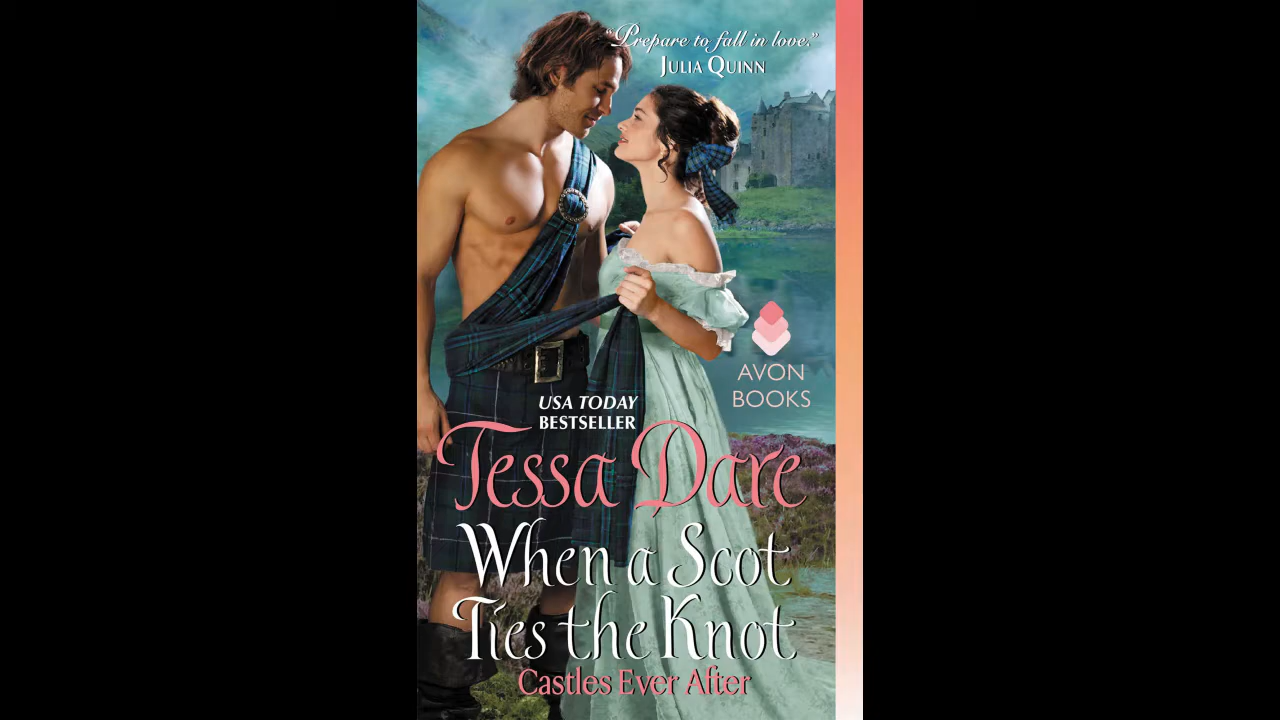 “Prepare to fall in love.”
JULIA QUINN
AVON
BOOKS
USA TODAY
BESTSELLER
Tessa Dare
When a Scot
Ties the Knot
Castles Ever After